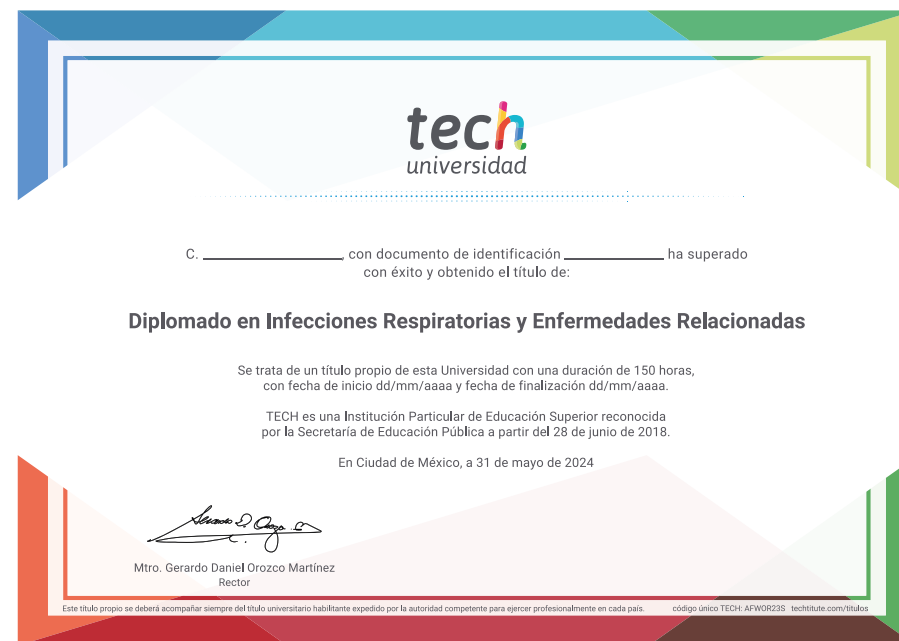 tech
universidad
C. ____________, con documento de identificación ____________ ha superado
con éxito y obtenido el título de:
Diplomado en Infecciones Respiratorias y Enfermedades Relacionadas
Se trata de un título propio de esta Universidad con una duración de 150 horas,
con fecha de inicio dd/mm/aaaa y fecha de finalización dd/mm/aaaa.
TECH es una Institución Particular de Educación Superior reconocida
por la Secretaría de Educación Pública a partir del 28 de junio de 2018.
En Ciudad de México, a 31 de mayo de 2024
Mtro. Gerardo Daniel Orozco Martínez
Rector
Este título propio se deberá acompañar siempre del título universitario habilitante expedido por la autoridad competente para ejercer profesionalmente en cada país. código único TECH: AFWOR23S techtitute.com/títulos